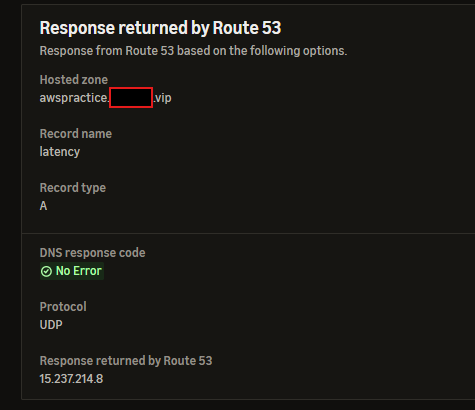 Response returned by Route 53
Response from Route 53 based on the following options.
Hosted zone
awspractice. .vip
Record name
latency
Record type
A
DNS response code
No Error
Protocol
UDP
Response returned by Route 53
15.237.214.8